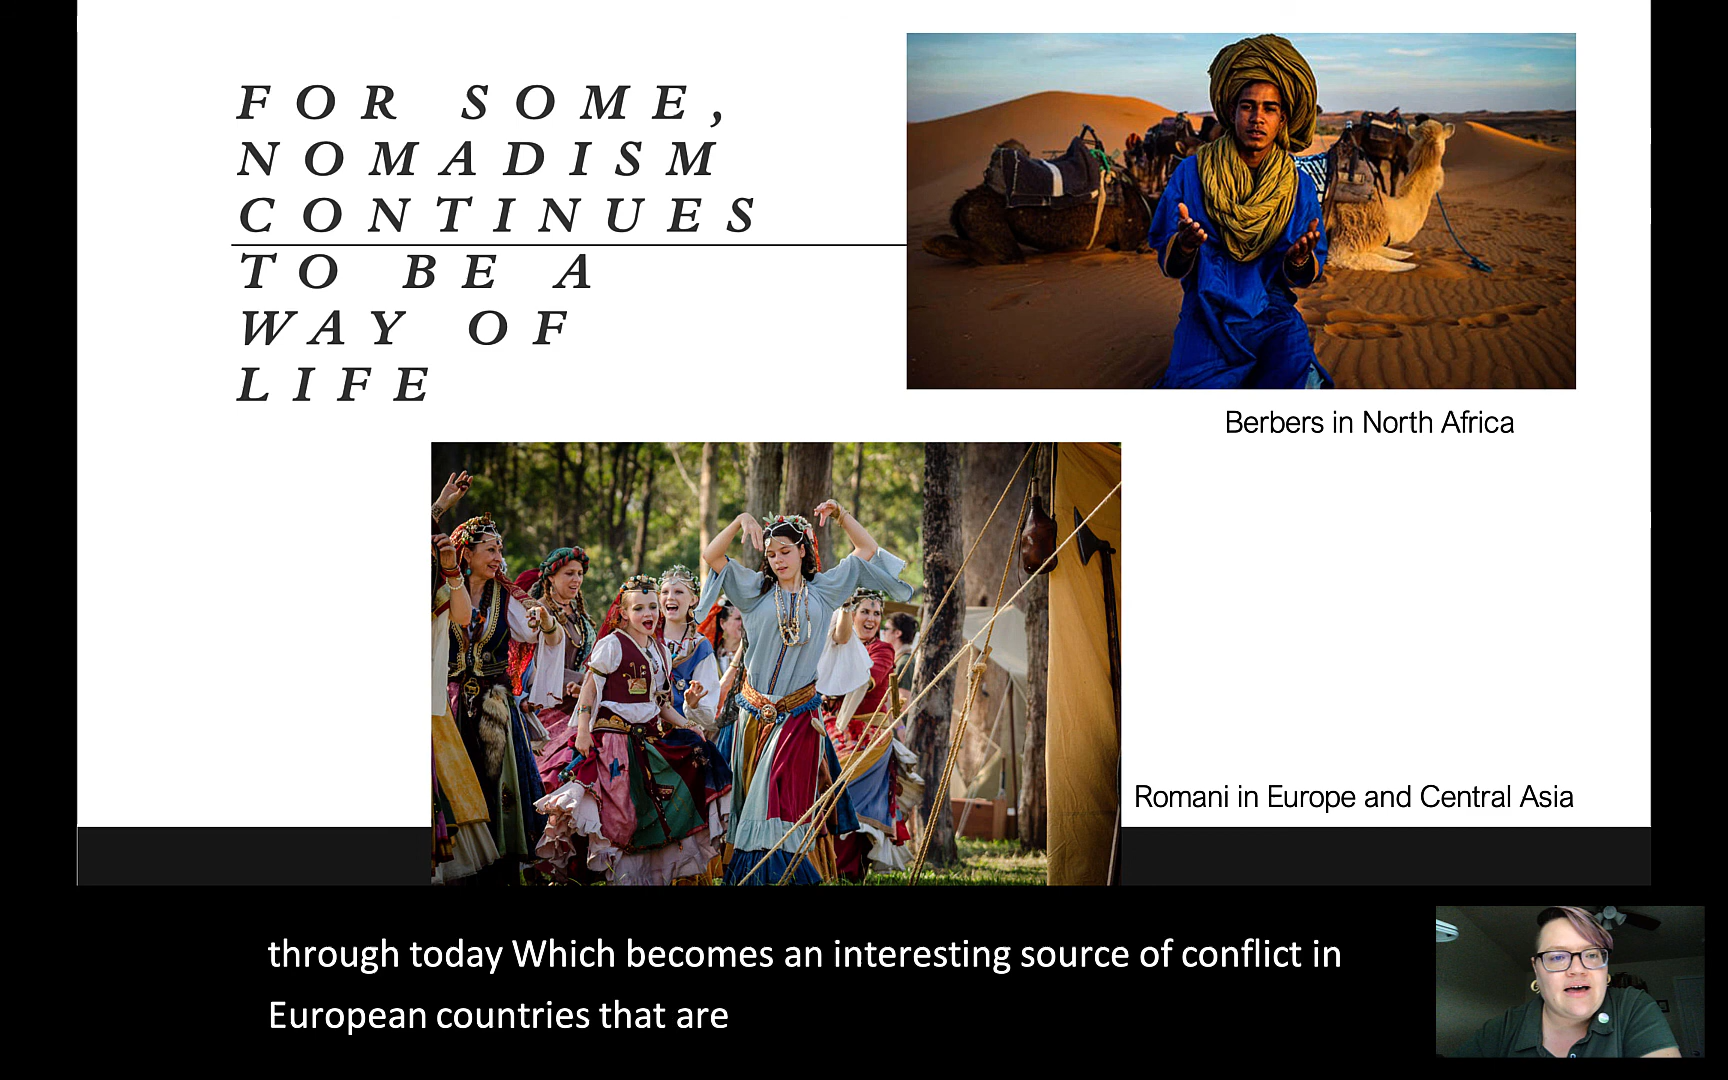 FOR SOME,
NOMADISM
CONTINUES
TO BE A
WAY OF
LIFE
Berbers in North Africa
Romani in Europe and Central Asia
through today Which becomes an interesting source of conflict in
European countries that are